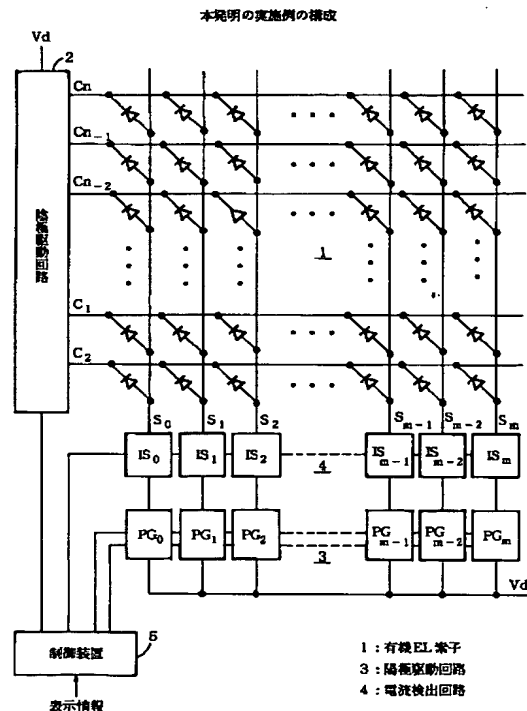 本発明の実施例の構成
Vd
2
Cn
Cn-1
Cn-2
陰極駆動回路
1
C1
C2
S0 S1 S2 Sm-1 Sm-2 Sm
IS0 IS1 IS2 ISm-1 ISm-2 ISm
4
PG0 PG1 PG2 PGm-1 PGm-2 PGm
3
Vd
5
制御装置
表示情報
1：有機EL素子
3：陽極駆動回路
4：電流検出回路